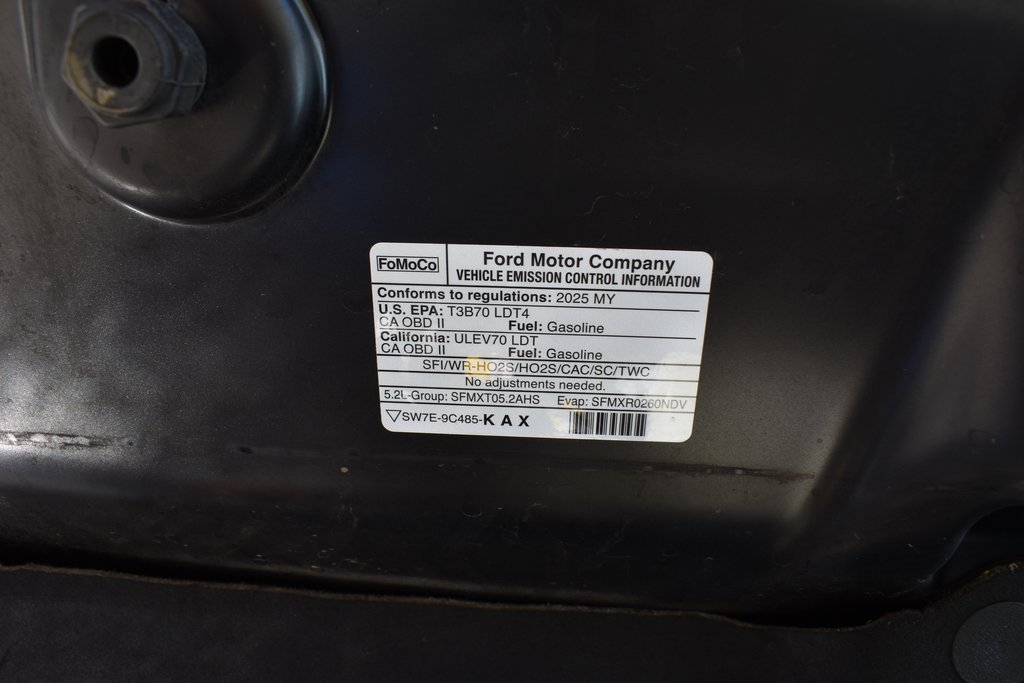 FoMoCo
Ford Motor Company
VEHICLE EMISSION CONTROL INFORMATION
Conforms to regulations: 2025 MY
U.S. EPA: T3B70 LDT4
CA OBD II Fuel: Gasoline
California: ULEV70 LDT
CA OBD II Fuel: Gasoline
SFI/WR-HO2S/HO2S/CAC/SC/TWC
No adjustments needed.
5.2L-Group: SFMXT05.2AHS Evap: SFMXR0260NDV
SW7E-9C485-KAX